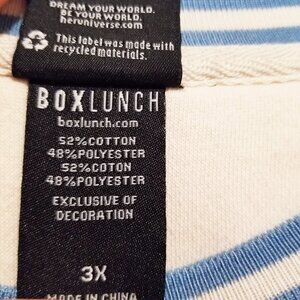 DREAM YOUR WORLD.
BE YOUR WORLD.
heruniverse.com
This label was made with
recycled materials.
BOXLUNCH
boxlunch.com
52%COTTON
48%POLYESTER
52%COTON
48%POLYESTER
EXCLUSIVE OF
DECORATION
3X
MADE IN CHINA